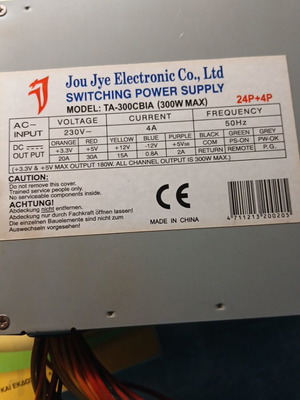 Jou Jye Electronic Co., Ltd
SWITCHING POWER SUPPLY
MODEL: TA-300CBIA (300W MAX)
24P+4P
AC- INPUT VOLTAGE CURRENT FREQUENCY
230V~ 4A 50Hz
DC OUT PUT ORANGE RED YELLOW BLUE PURPLE BLACK GREEN GREY
+3.3V +5V +12V -12V +5VSB COM PS-ON PW-OK
20A 30A 15A 0.8A 2A RETURN REMOTE P.G.
(+3.3V & +5V MAX OUTPUT 180W. ALL CHANNEL OUTPUT IS 300W MAX.)
CAUTION:
Do not remove this cover.
Trained service people only.
No serviceable components inside.
ACHTUNG!
Abdeckung nicht entfernen.
Abdeckung nur durch Fachkraft öffnen lassen.
Die einzelnen Bauelemente sind nicht zum
Auswechseln vorgesehen!
CE
MADE IN CHINA
4711213200205
ΚΑΙ ΕΚΔΟ